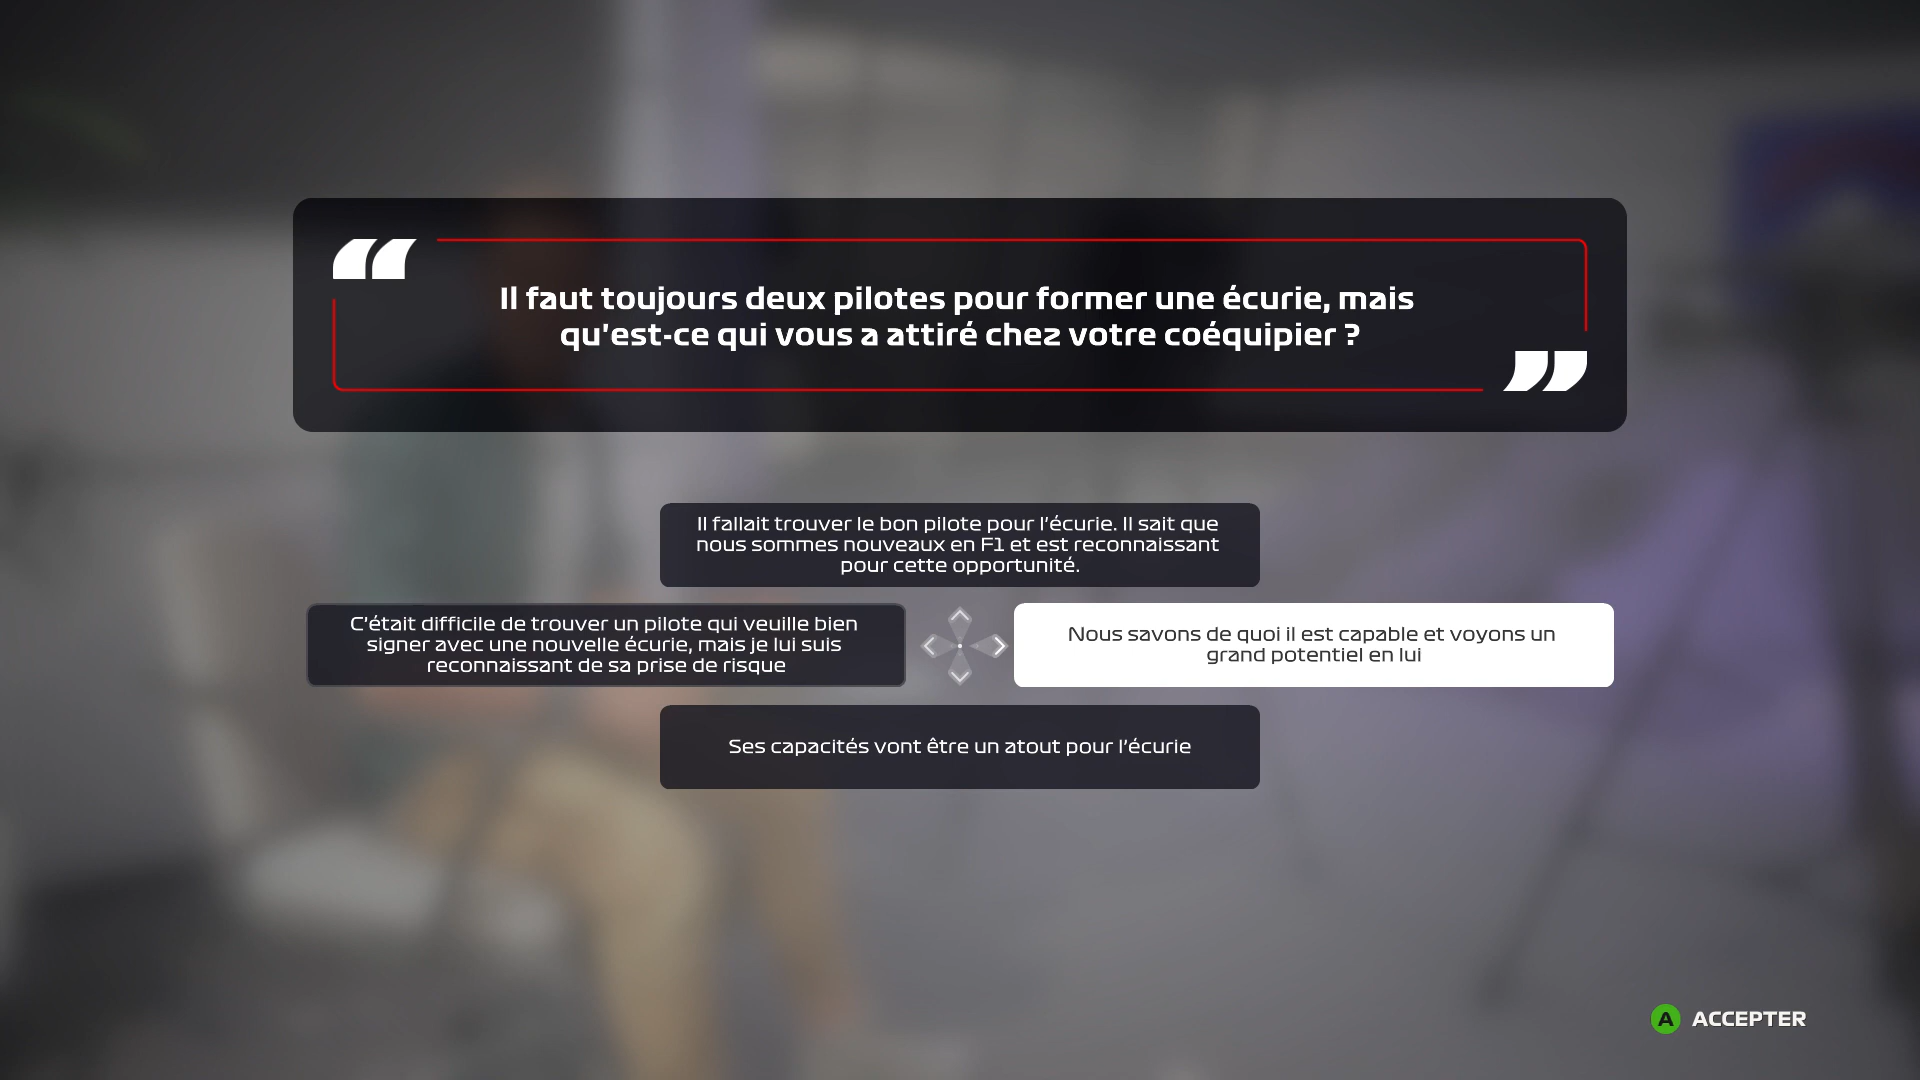 Il faut toujours deux pilotes pour former une écurie, mais
qu'est-ce qui vous a attiré chez votre coéquipier ?
Il fallait trouver le bon pilote pour l'écurie. Il sait que
nous sommes nouveaux en F1 et est reconnaissant
pour cette opportunité.
C'était difficile de trouver un pilote qui veuille bien
signer avec une nouvelle écurie, mais je lui suis
reconnaissant de sa prise de risque
Nous savons de quoi il est capable et voyons un
grand potentiel en lui
Ses capacités vont être un atout pour l'écurie
A ACCEPTER